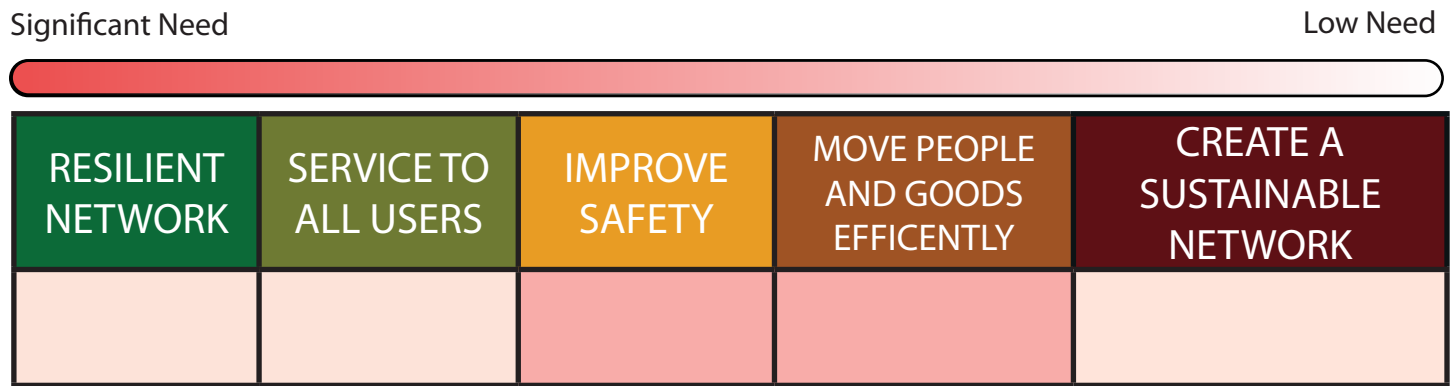 Significant Need
Low Need
RESILIENT
NETWORK
SERVICE TO
ALL USERS
IMPROVE
SAFETY
MOVE PEOPLE
AND GOODS
EFFICENTLY
CREATE A
SUSTAINABLE
NETWORK